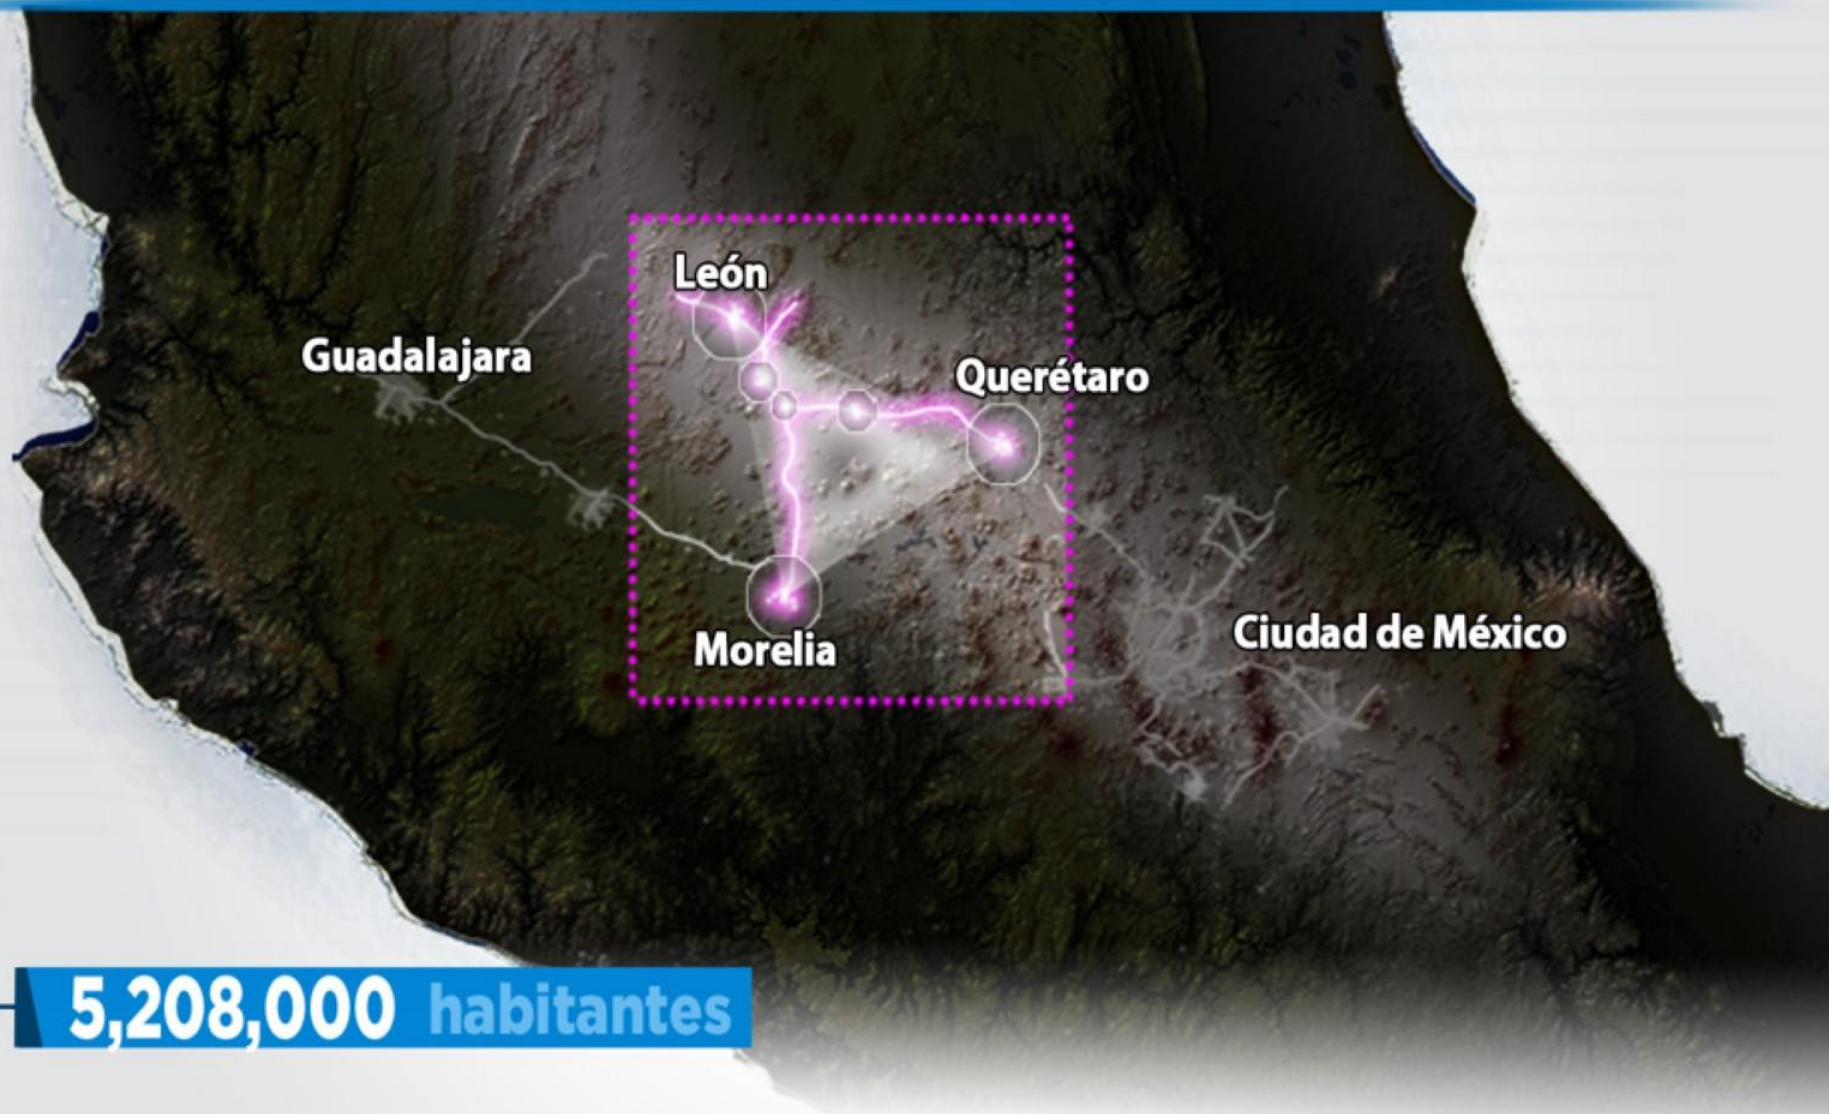 León
Guadalajara
Querétaro
Ciudad de México
Morelia
5,208,000 habitantes